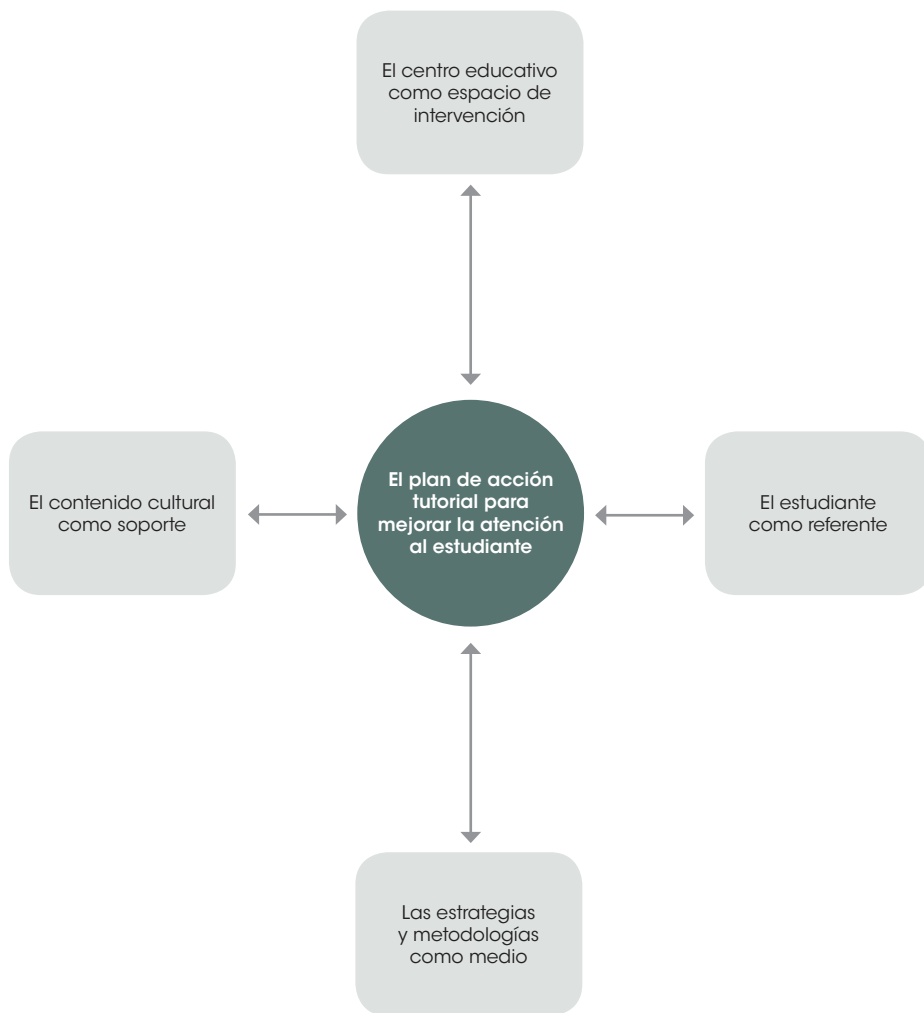 El centro educativo
como espacio de
intervención
El contenido cultural
como soporte
El plan de acción
tutorial para
mejorar la atención
al estudiante
El estudiante
como referente
Las estrategias
y metodologías
como medio